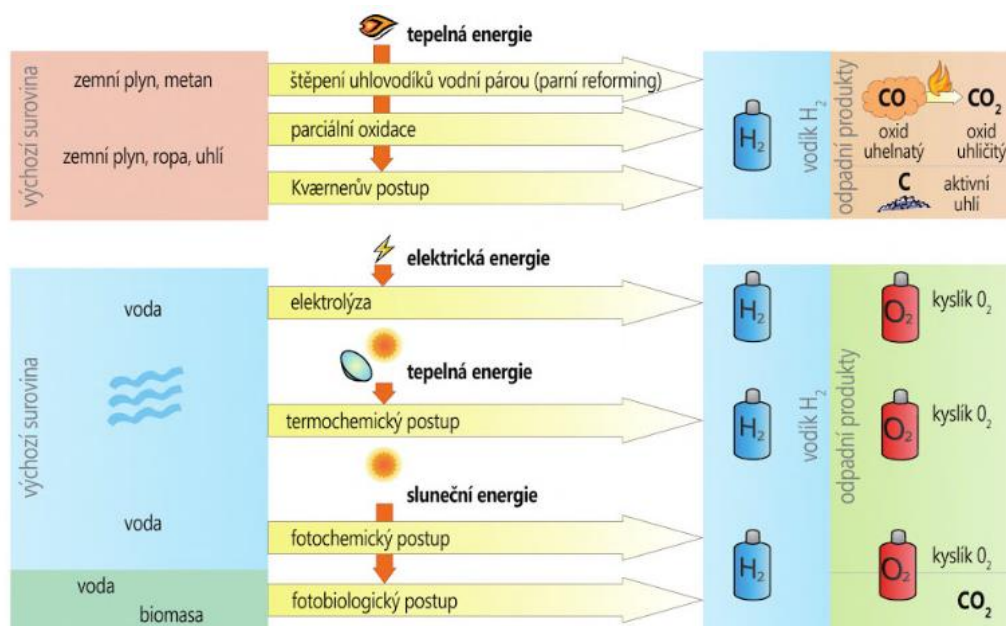 tepelná energie
výchozí surovina
zemní plyn, metan
zemní plyn, ropa, uhlí
štěpení uhlovodíků vodní párou (parní reforming)
parciální oxidace
Kværnerův postup
H₂
vodík H₂
odpadní produkty
CO
CO₂
oxid
uhelnatý
oxid
uhličitý
C
aktivní
uhlí
elektrická energie
výchozí surovina
voda
elektrolýza
H₂
O₂
kyslík O₂
tepelná energie
termochemický postup
H₂
vodík H₂
odpadní produkty
O₂
kyslík O₂
sluneční energie
voda
fotochemický postup
H₂
O₂
kyslík O₂
voda
biomasa
fotobiologický postup
CO₂